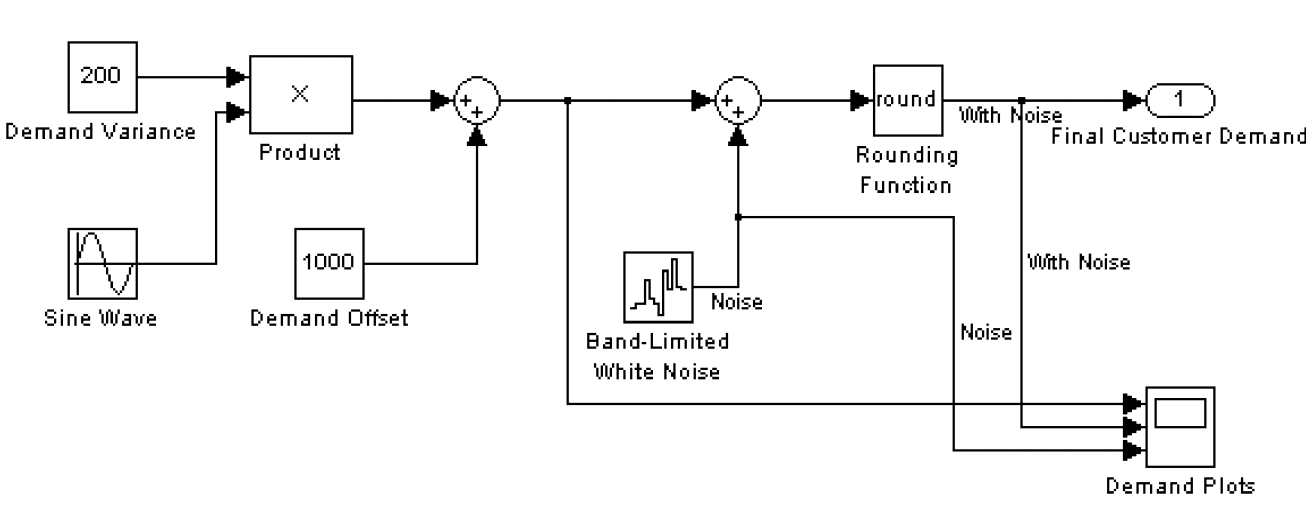 200
Demand Variance
×
Product
+
+
+
+
round
With Noise
Rounding
Function
1
Final Customer Demand
Sine Wave
1000
Demand Offset
Noise
Band-Limited
White Noise
With Noise
Noise
Demand Plots